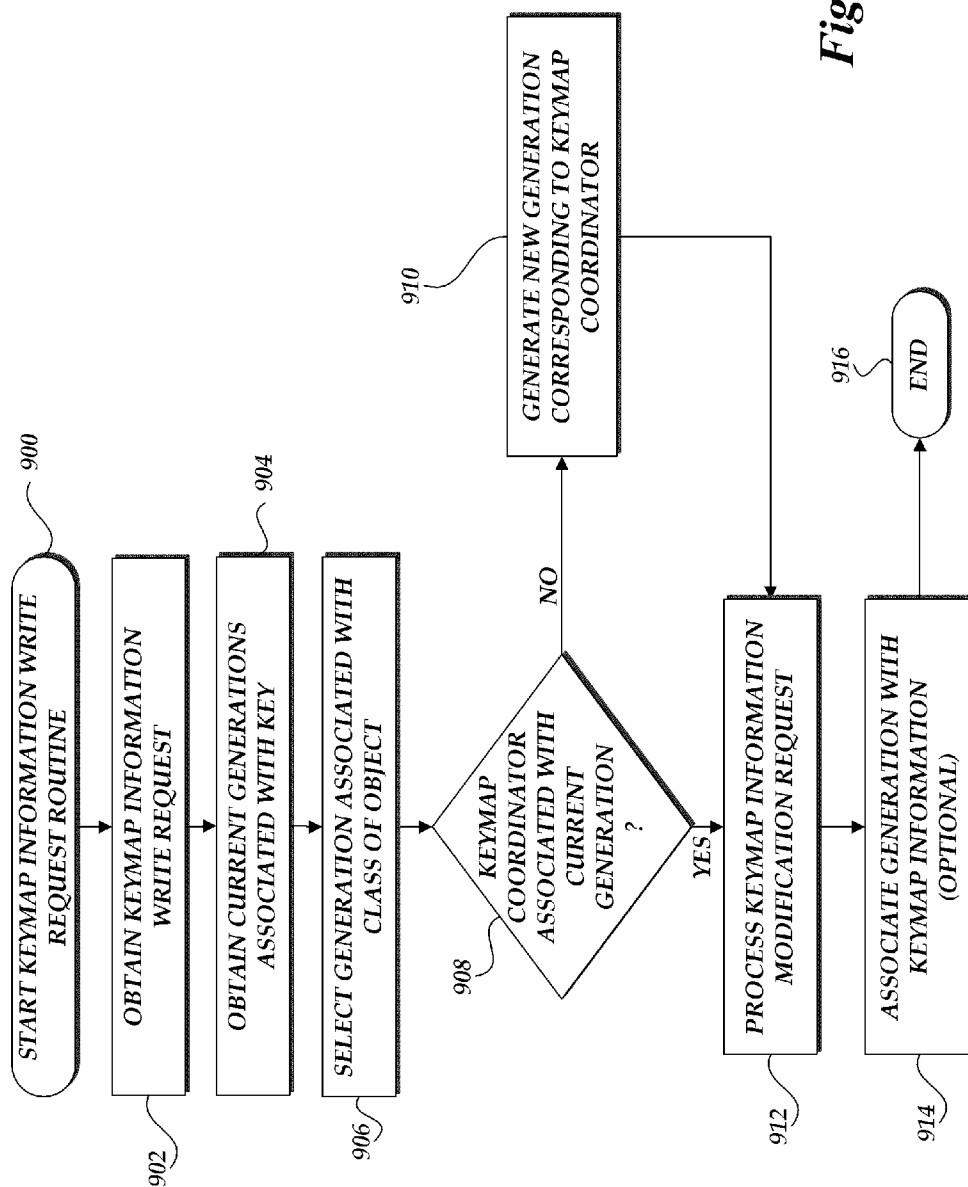 900
START KEYMAP INFORMATION WRITE
REQUEST ROUTINE
902
OBTAIN KEYMAP INFORMATION
WRITE REQUEST
904
OBTAIN CURRENT GENERATIONS
ASSOCIATED WITH KEY
906
SELECT GENERATION ASSOCIATED WITH
CLASS OF OBJECT
908
KEYMAP
COORDINATOR
ASSOCIATED WITH
CURRENT
GENERATION
?
NO
YES
910
GENERATE NEW GENERATION
CORRESPONDING TO KEYMAP
COORDINATOR
912
PROCESS KEYMAP INFORMATION
MODIFICATION REQUEST
914
ASSOCIATE GENERATION WITH
KEYMAP INFORMATION
(OPTIONAL)
916
END
Fig